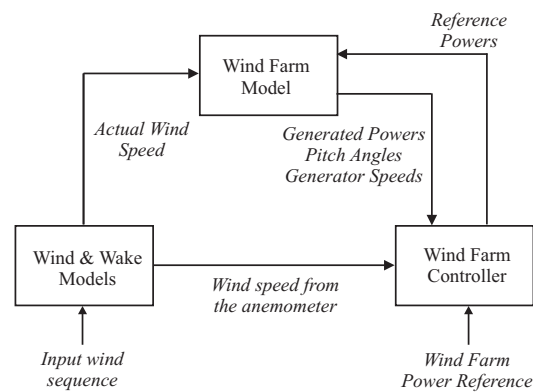 Reference
Powers
Wind Farm
Model
Actual Wind
Speed
Generated Powers
Pitch Angles
Generator Speeds
Wind & Wake
Models
Wind speed from
the anemometer
Wind Farm
Controller
Input wind
sequence
Wind Farm
Power Reference